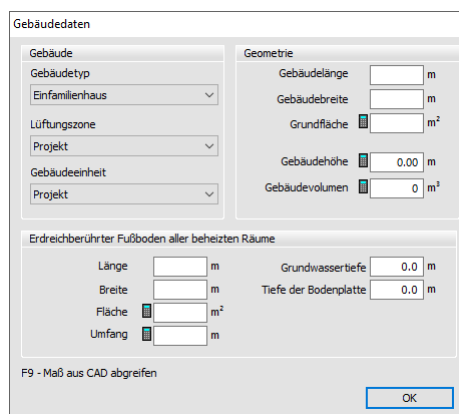 Gebäudedaten
Gebäude
Gebäudetyp
Einfamilienhaus
Lüftungszone
Projekt
Gebäudeeinheit
Projekt
Geometrie
Gebäudelänge m
Gebäudebreite m
Grundfläche m²
Gebäudehöhe 0.00 m
Gebäudevolumen 0 m³
Erdreichberührter Fußboden aller beheizten Räume
Länge m
Breite m
Fläche m²
Umfang m
Grundwassertiefe 0.0 m
Tiefe der Bodenplatte 0.0 m
F9 - Maß aus CAD abgreifen
OK